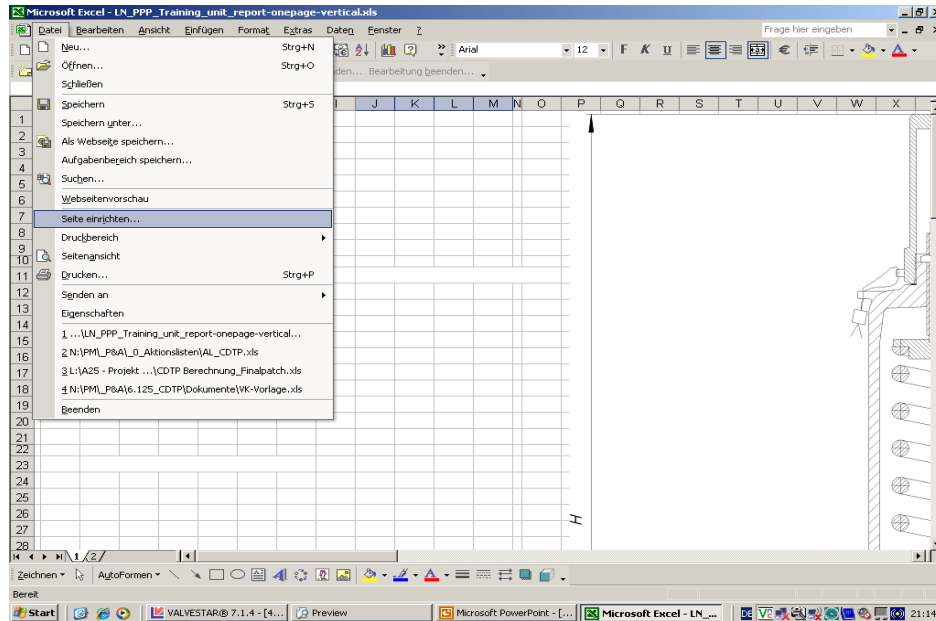 Microsoft Excel - LN_PPP_Training_unit_report-onepage-vertical.xls
Datei Bearbeiten Ansicht Einfügen Format Extras Daten Fenster ?
Frage hier eingeben
Arial 12 F K U €
Bearbeitung beenden...
Neu... Strg+N
Öffnen... Strg+O
Schließen
Speichern Strg+S
Speichern unter...
Als Webseite speichern...
Aufgabenbereich speichern...
Suchen...
Webseitenvorschau
Seite einrichten...
Druckbereich
Seitenansicht
Drucken... Strg+P
Senden an
Eigenschaften
1 ...\LN_PPP_Training_unit_report-onepage-vertical...
2 N:\PM\_P&A\_0_Aktionslisten\AL_CDTP.xls
3 L:\A25 - Projekt ...\CDTP Berechnung_Finalpatch.xls
4 N:\PM\_P&A\6.125_CDTP\Dokumente\VK-Vorlage.xls
Beenden
I J K L M N O P Q R S T U V W X
1
2
3
4
5
6
7
8
9
10
11
12
13
14
15
16
17
18
19
20
21
22
23
24
25
26
27
28
H
1 / 2 /
Zeichnen AutoFormen
Bereit
Start VALVESTAR® 7.1.4 - [4... Preview Microsoft PowerPoint - [... Microsoft Excel - LN_... DE 21:14